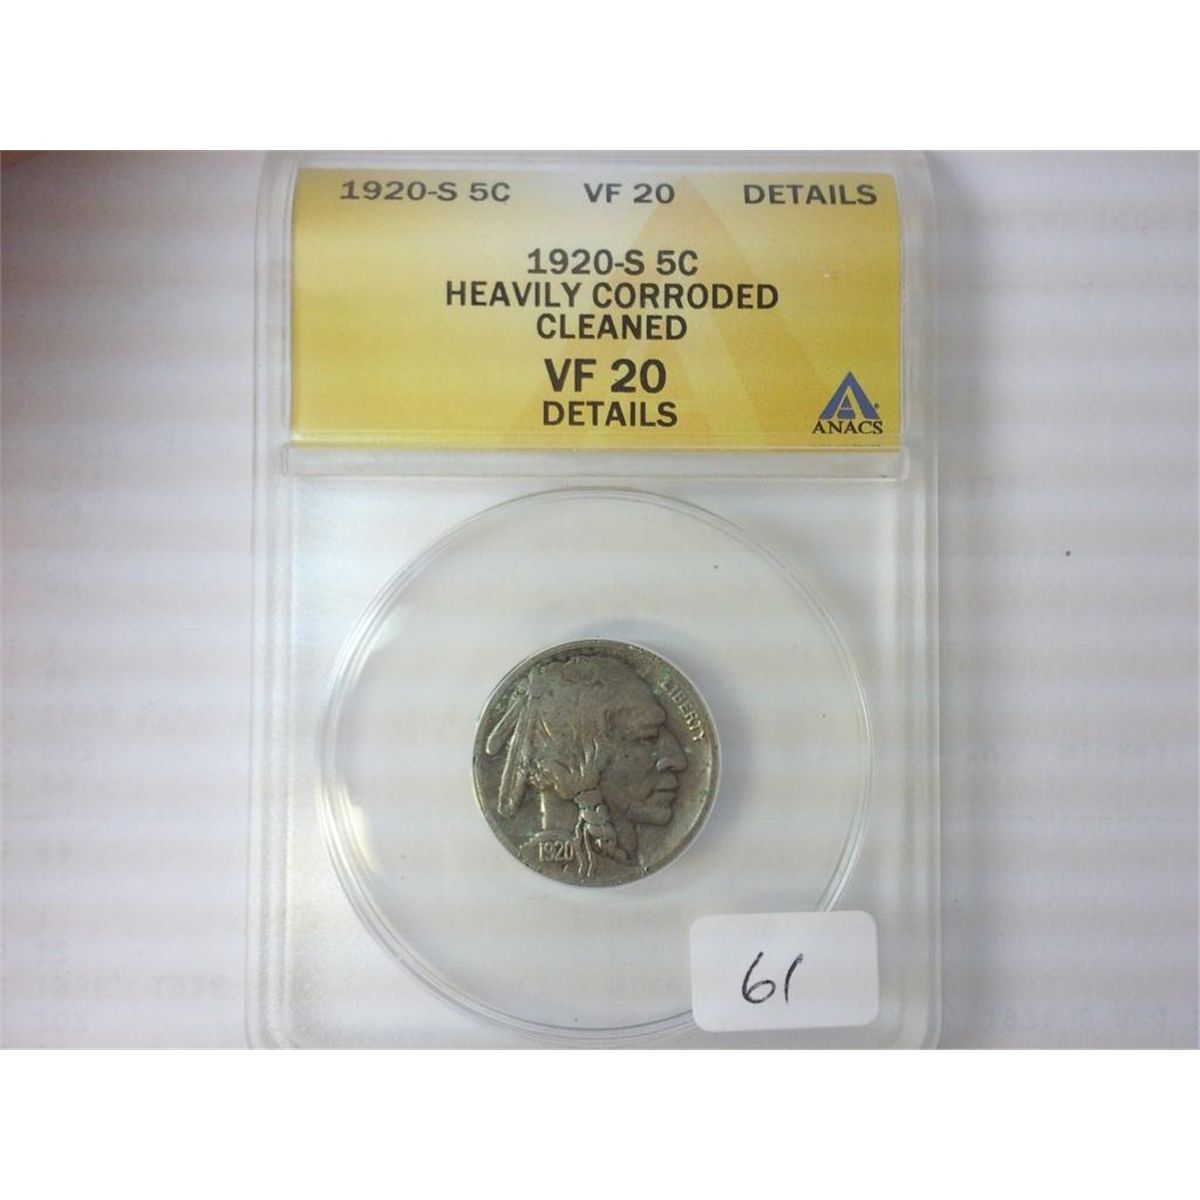 1920-S 5C VF 20 DETAILS
1920-S 5C
HEAVILY CORRODED
CLEANED
VF 20
DETAILS
ANACS
LIBERTY
1920
61